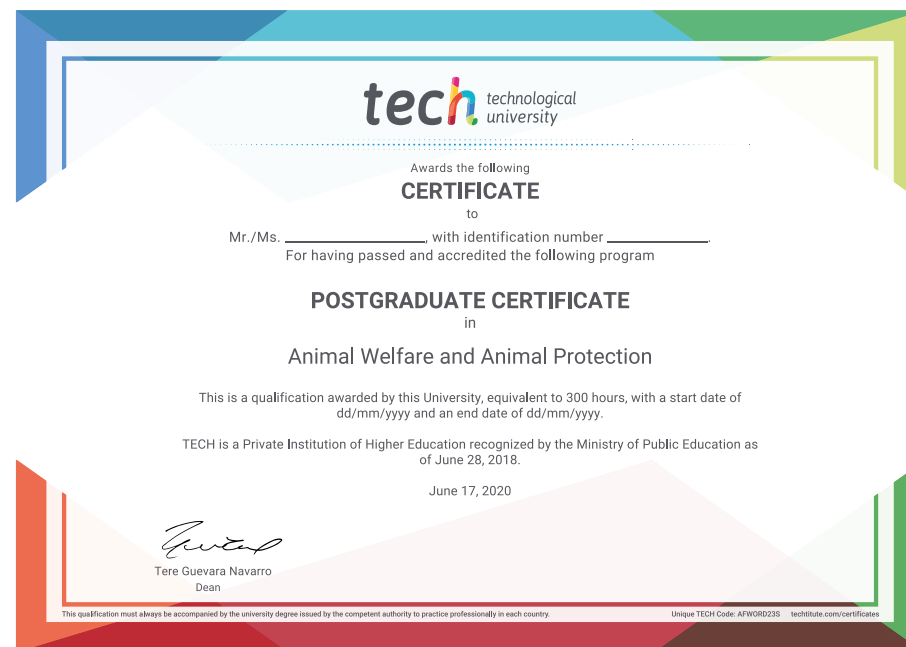 tech technological
university
Awards the following
CERTIFICATE
to
Mr./Ms. ____________________, with identification number ______________.
For having passed and accredited the following program
POSTGRADUATE CERTIFICATE
in
Animal Welfare and Animal Protection
This is a qualification awarded by this University, equivalent to 300 hours, with a start date of
dd/mm/yyyy and an end date of dd/mm/yyyy.
TECH is a Private Institution of Higher Education recognized by the Ministry of Public Education as
of June 28, 2018.
June 17, 2020
Tere Guevara Navarro
Dean
This qualification must always be accompanied by the university degree issued by the competent authority to practice professionally in each country.
Unique TECH Code: AFWORD23S techtitute.com/certificates